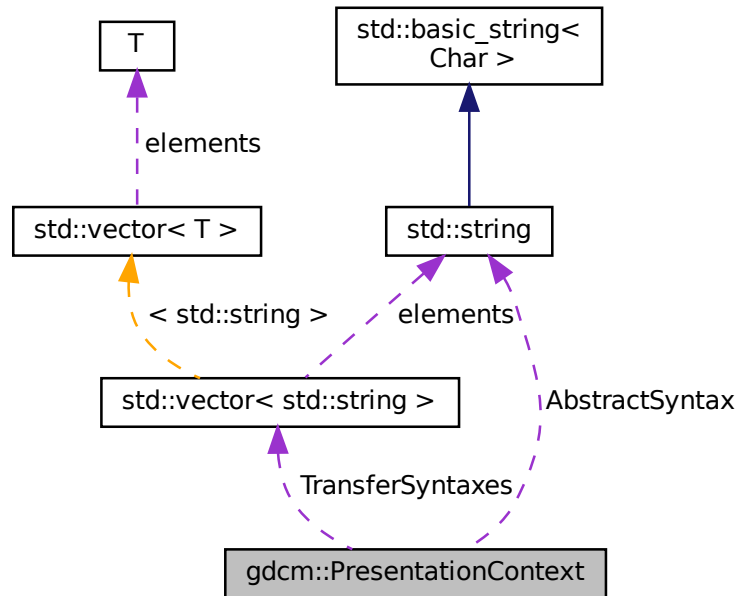 T
std::basic_string<
Char >
elements
std::vector< T >
std::string
< std::string >
elements
std::vector< std::string >
AbstractSyntax
TransferSyntaxes
gdcm::PresentationContext